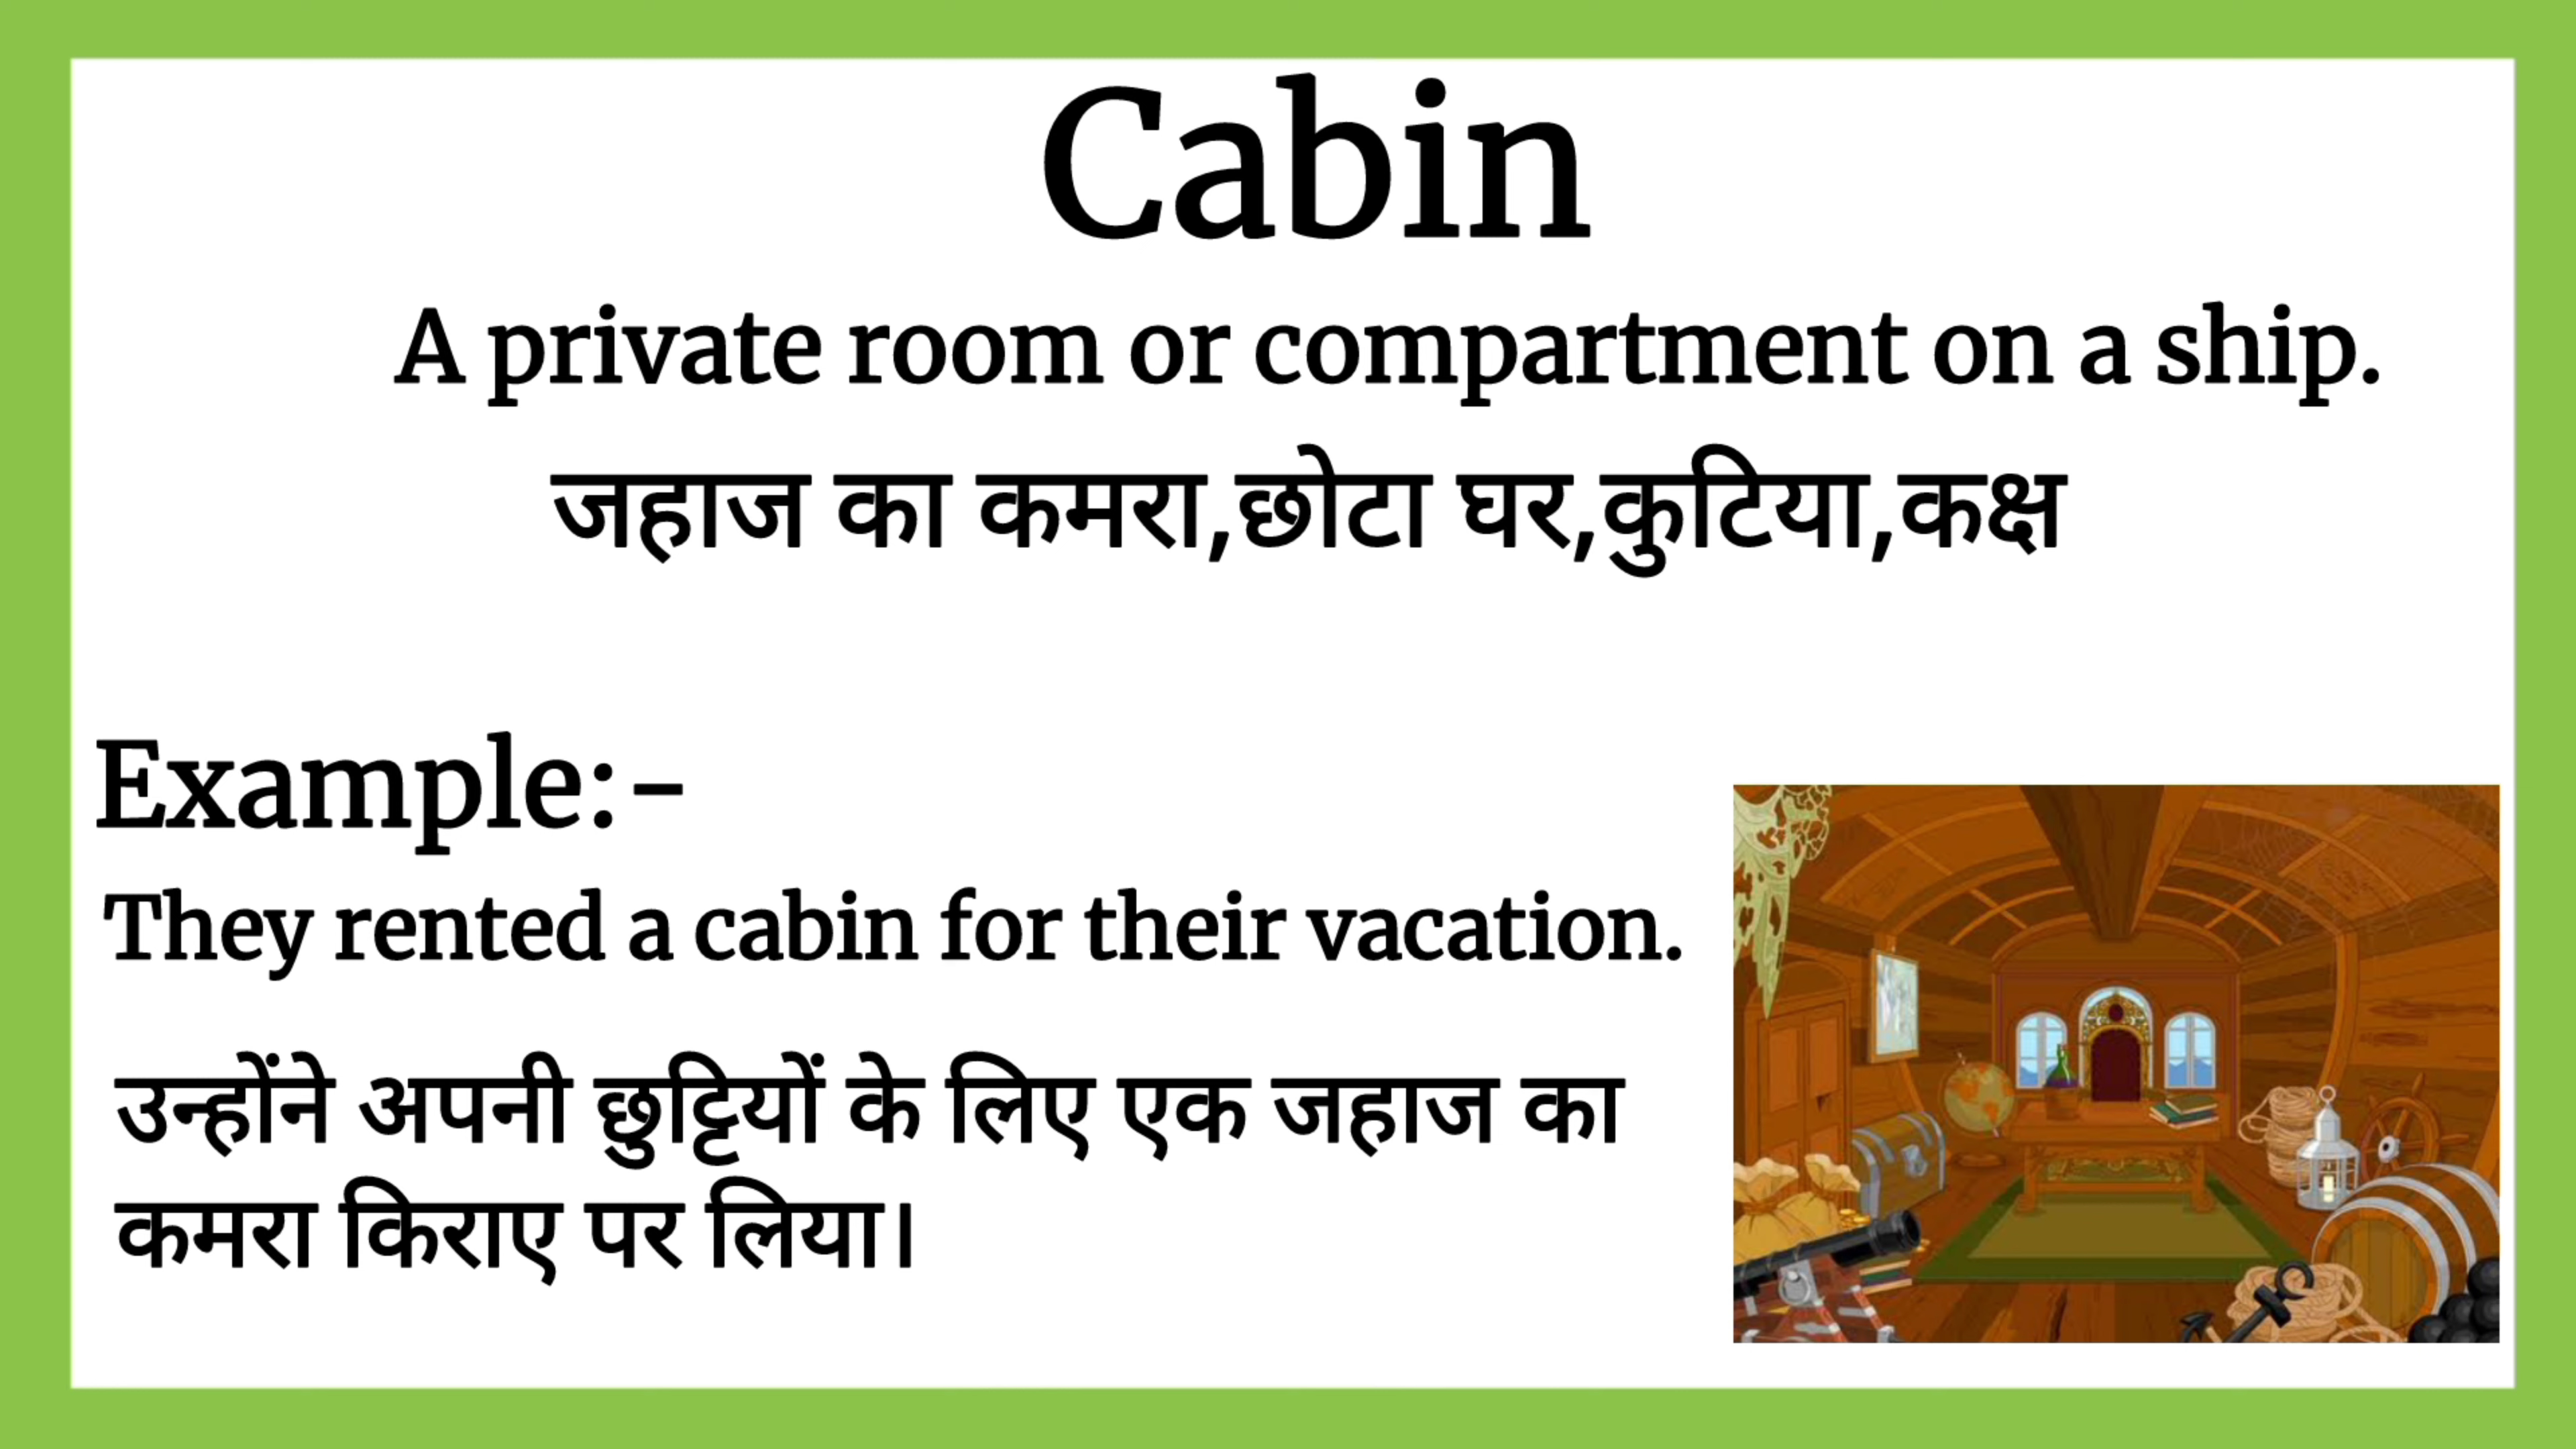 Cabin
A private room or compartment on a ship.
जहाज का कमरा,छोटा घर,कुटिया,कक्ष
Example:-
They rented a cabin for their vacation.
उन्होंने अपनी छुट्टियों के लिए एक जहाज का
कमरा किराए पर लिया।